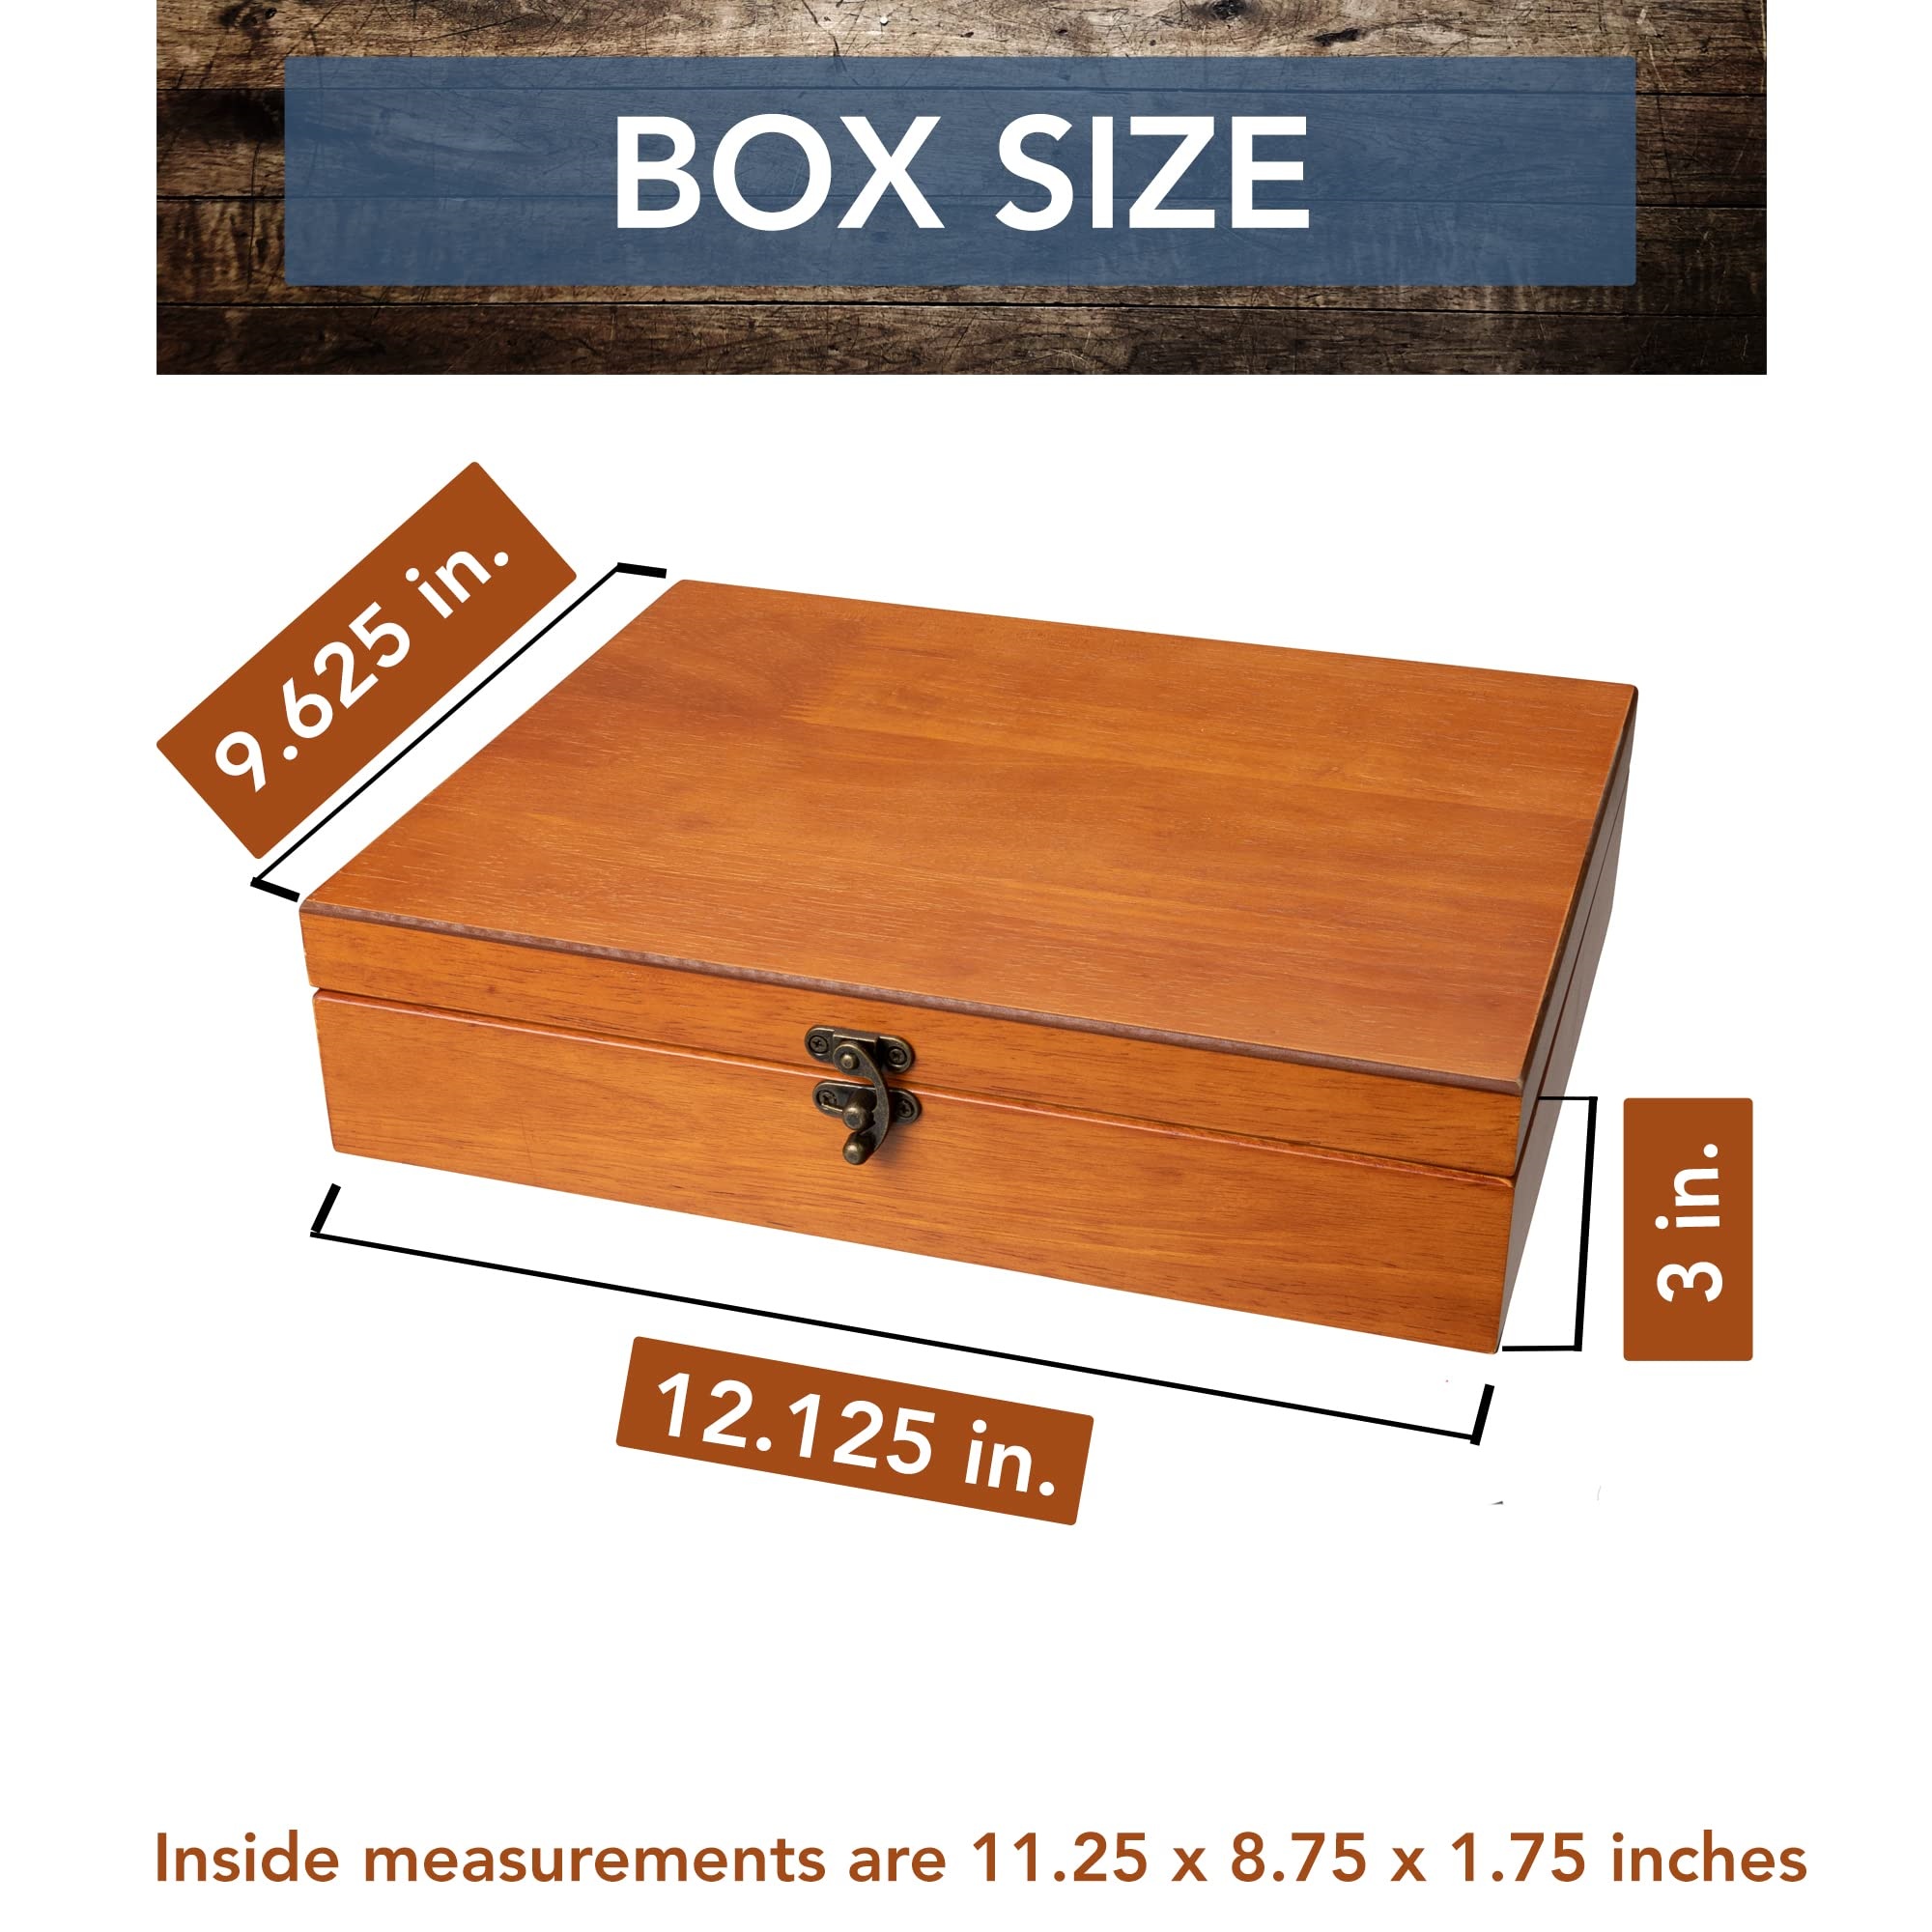 BOX SIZE
9.625 in.
3 in.
12.125 in.
Inside measurements are 11.25 x 8.75 x 1.75 inches